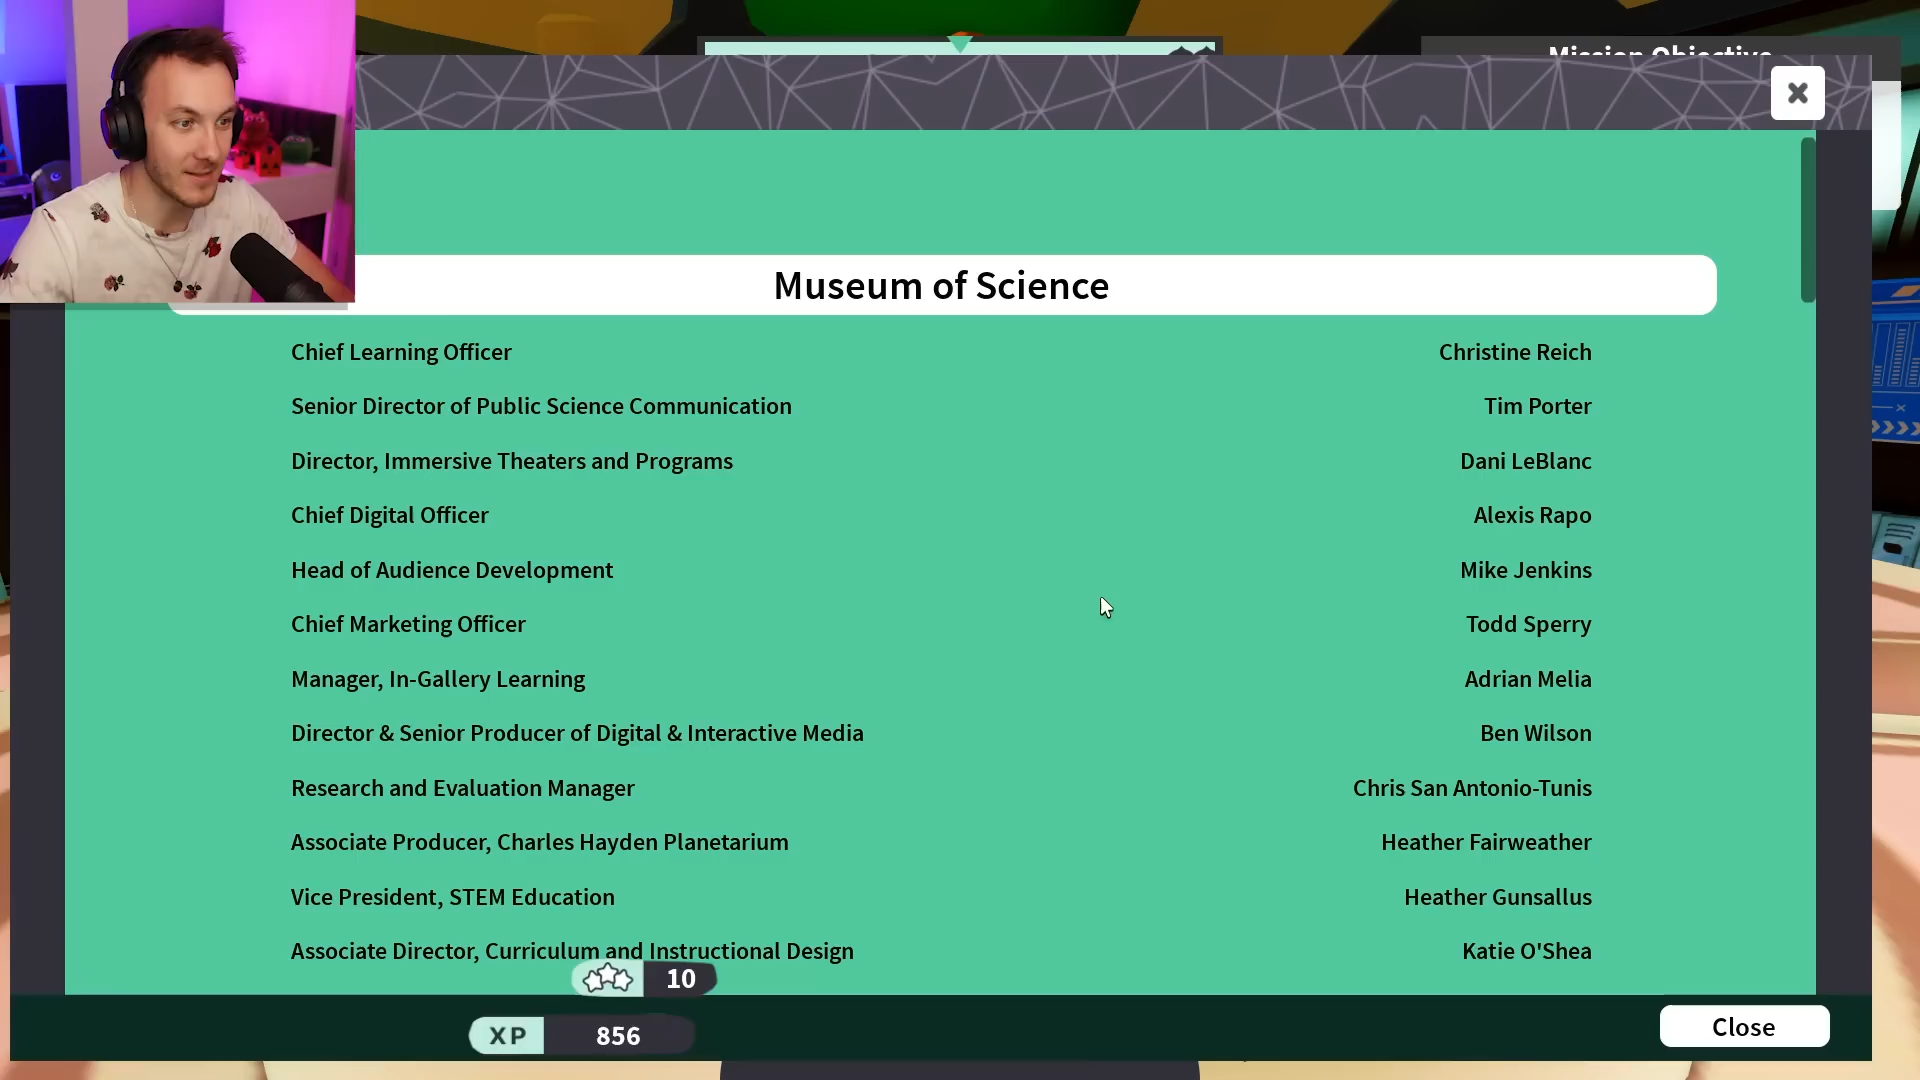 Mission Objective
Museum of Science
Chief Learning Officer Christine Reich
Senior Director of Public Science Communication Tim Porter
Director, Immersive Theaters and Programs Dani LeBlanc
Chief Digital Officer Alexis Rapo
Head of Audience Development Mike Jenkins
Chief Marketing Officer Todd Sperry
Manager, In-Gallery Learning Adrian Melia
Director & Senior Producer of Digital & Interactive Media Ben Wilson
Research and Evaluation Manager Chris San Antonio-Tunis
Associate Producer, Charles Hayden Planetarium Heather Fairweather
Vice President, STEM Education Heather Gunsallus
Associate Director, Curriculum and Instructional Design Katie O'Shea
10
XP 856
Close